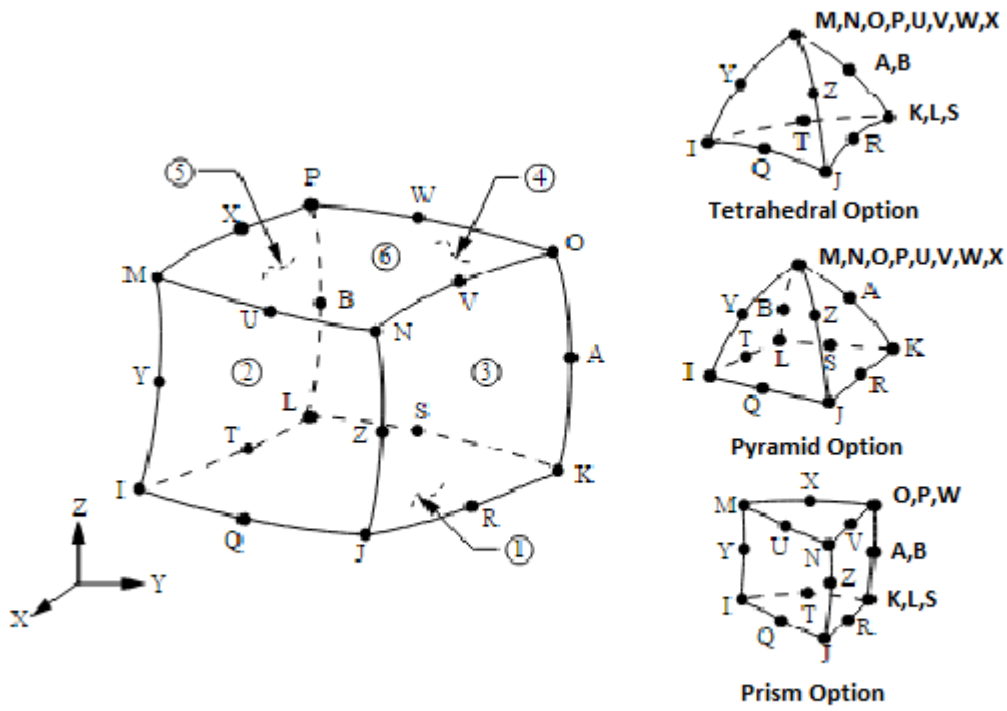 P
W
⑤
④
X
O
⑥
M
V
B
U
N
A
Y
②
③
L
S
T
Z
K
I
R
Q
J
①
Z
Y
X
M,N,O,P,U,V,W,X
A,B
Y
Z
K,L,S
T
R
I
Q
J
Tetrahedral Option
M,N,O,P,U,V,W,X
A
Y
B
Z
T
L
S
K
I
R
Q
J
Pyramid Option
X
M
O,P,W
U
V
N
Y
A,B
Z
I
T
K,L,S
Q
R
J
Prism Option